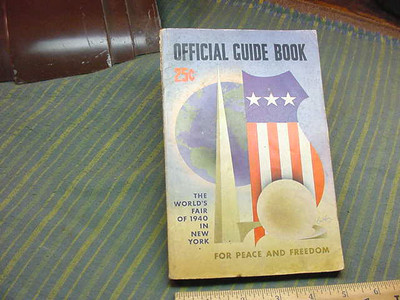 OFFICIAL GUIDE BOOK
25¢
THE
WORLD'S
FAIR
OF 1940
IN
NEW
YORK
FOR PEACE AND FREEDOM